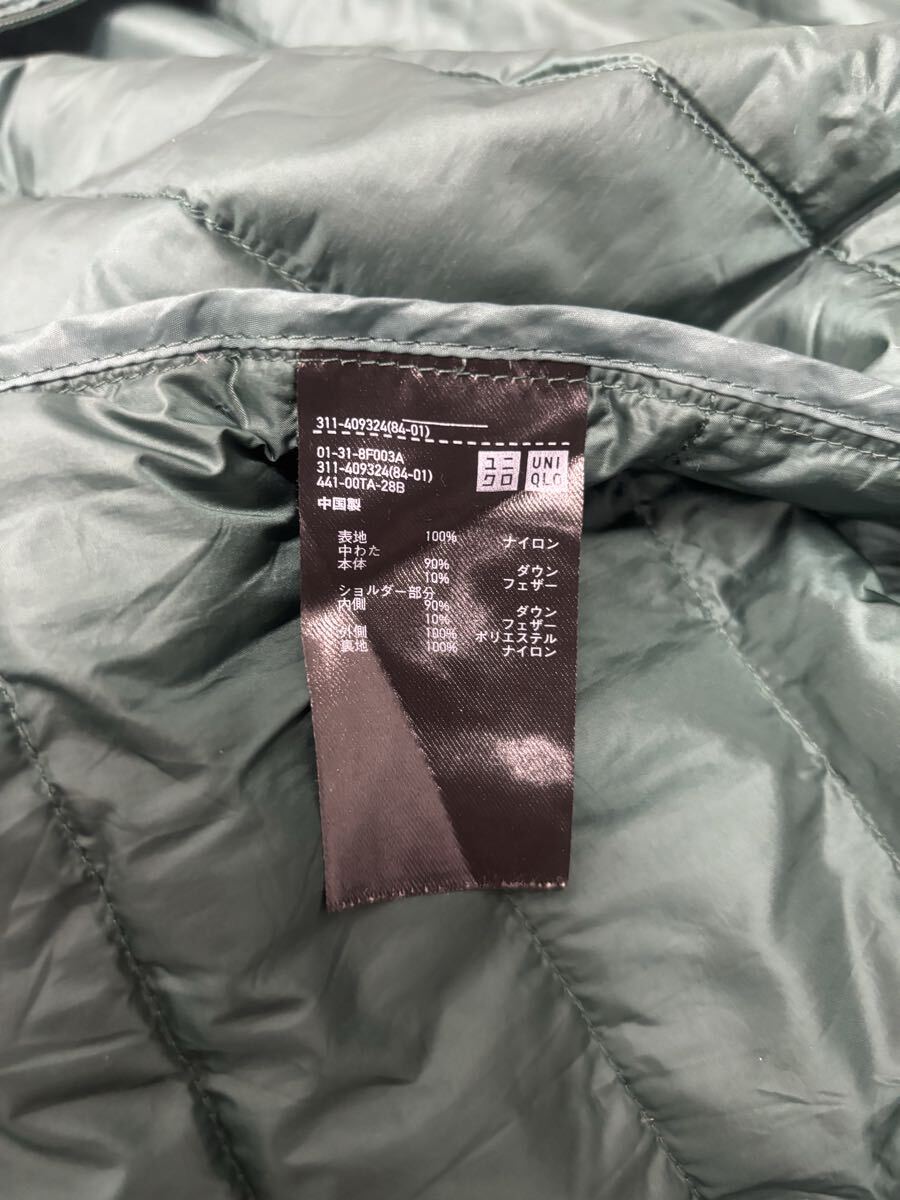 311-409324(84-01)
01-31-8F003A
311-409324(84-01)
441-00TA-28B
ユニ
クロ
UNI
QLO
中国製
表地 100% ナイロン
中わた
本体 90% ダウン
10% フェザー
ショルダー部分
内側 90% ダウン
10% フェザー
外側 100% ポリエステル
裏地 100% ナイロン